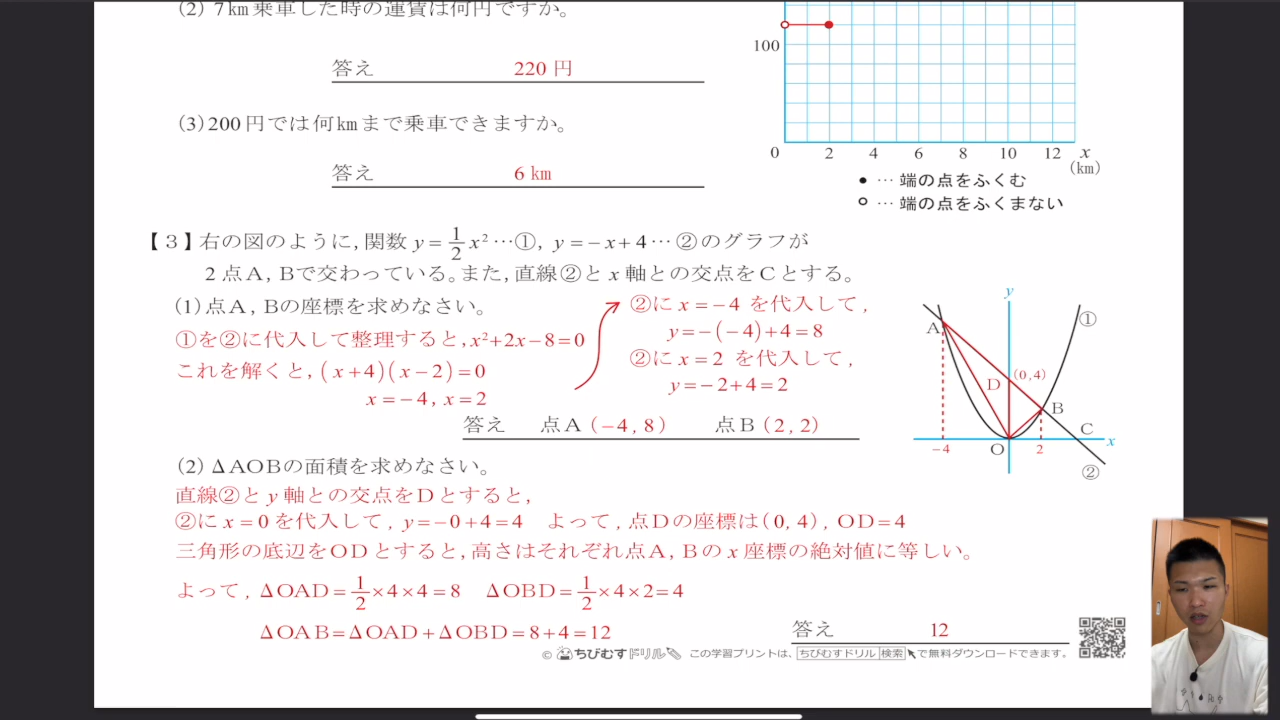 (2) 7km乗車した時の運賃は何円ですか。
答え 220 円
(3)200円では何kmまで乗車できますか。
答え 6 km
100
0 2 4 6 8 10 12 x
(km)
● … 端の点をふくむ
○ … 端の点をふくまない
【3】右の図のように,関数 y=1/2x²…①, y=−x+4…②のグラフが
2点A, Bで交わっている。また,直線②とx軸との交点をCとする。
(1)点A, Bの座標を求めなさい。
①を②に代入して整理すると,x²+2x−8=0
これを解くと,(x+4)(x−2)=0
x=−4, x=2
②に x=−4 を代入して,
y=−(−4)+4=8
②に x=2 を代入して,
y=−2+4=2
答え 点A(−4,8) 点B(2,2)
y
①
A
D (0,4)
B
C
x
−4 O 2
②
(2) ΔAOBの面積を求めなさい。
直線②とy軸との交点をDとすると,
②に x=0 を代入して, y=−0+4=4 よって, 点Dの座標は(0, 4), OD=4
三角形の底辺をODとすると,高さはそれぞれ点A, Bのx座標の絶対値に等しい。
よって, ΔOAD=1/2×4×4=8 ΔOBD=1/2×4×2=4
ΔOAB=ΔOAD+ΔOBD=8+4=12
答え 12
© ちびむすドリル この学習プリントは、ちびむすドリル 検索 で無料ダウンロードできます。